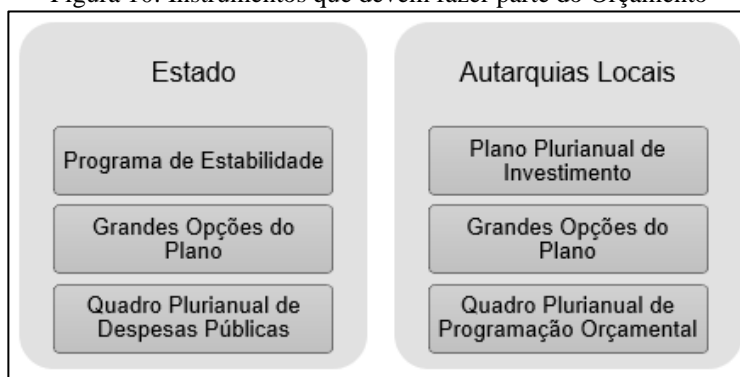 Figura 10: Instrumentos que devem fazer parte do Orçamento
Estado
Programa de Estabilidade
Grandes Opções do
Plano
Quadro Plurianual de
Despesas Públicas
Autarquias Locais
Plano Plurianual de
Investimento
Grandes Opções do
Plano
Quadro Plurianual de
Programação Orçamental